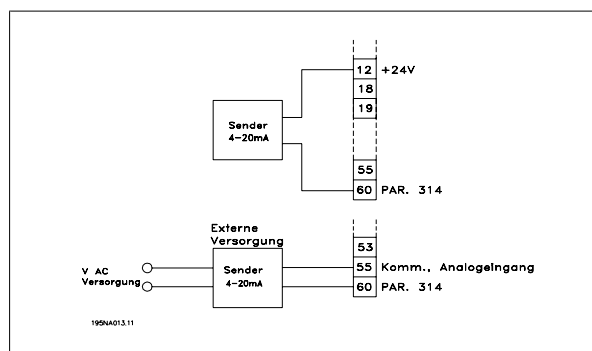 12 +24V
18
19
Sender
4-20mA
55
60 PAR. 314
Externe
Versorgung
53
V AC
Versorgung
Sender
4-20mA
55 Komm., Analogeingang
60 PAR. 314
195NA013.11